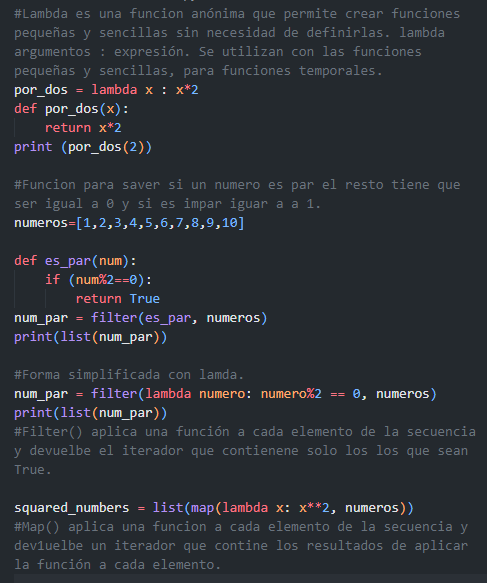 #Lambda es una funcion anónima que permite crear funciones
pequeñas y sencillas sin necesidad de definirlas. lambda
argumentos : expresión. Se utilizan con las funciones
pequeñas y sencillas, para funciones temporales.
por_dos = lambda x : x*2
def por_dos(x):
    return x*2
print (por_dos(2))

#Funcion para saver si un numero es par el resto tiene que
ser igual a 0 y si es impar iguar a a 1.
numeros=[1,2,3,4,5,6,7,8,9,10]

def es_par(num):
    if (num%2==0):
        return True
num_par = filter(es_par, numeros)
print(list(num_par))

#Forma simplificada con lamda.
num_par = filter(lambda numero: numero%2 == 0, numeros)
print(list(num_par))
#Filter() aplica una función a cada elemento de la secuencia
y devuelbe el iterador que contienene solo los los que sean
True.

squared_numbers = list(map(lambda x: x**2, numeros))
#Map() aplica una funcion a cada elemento de la secuencia y
dev1uelbe un iterador que contine los resultados de aplicar
la función a cada elemento.